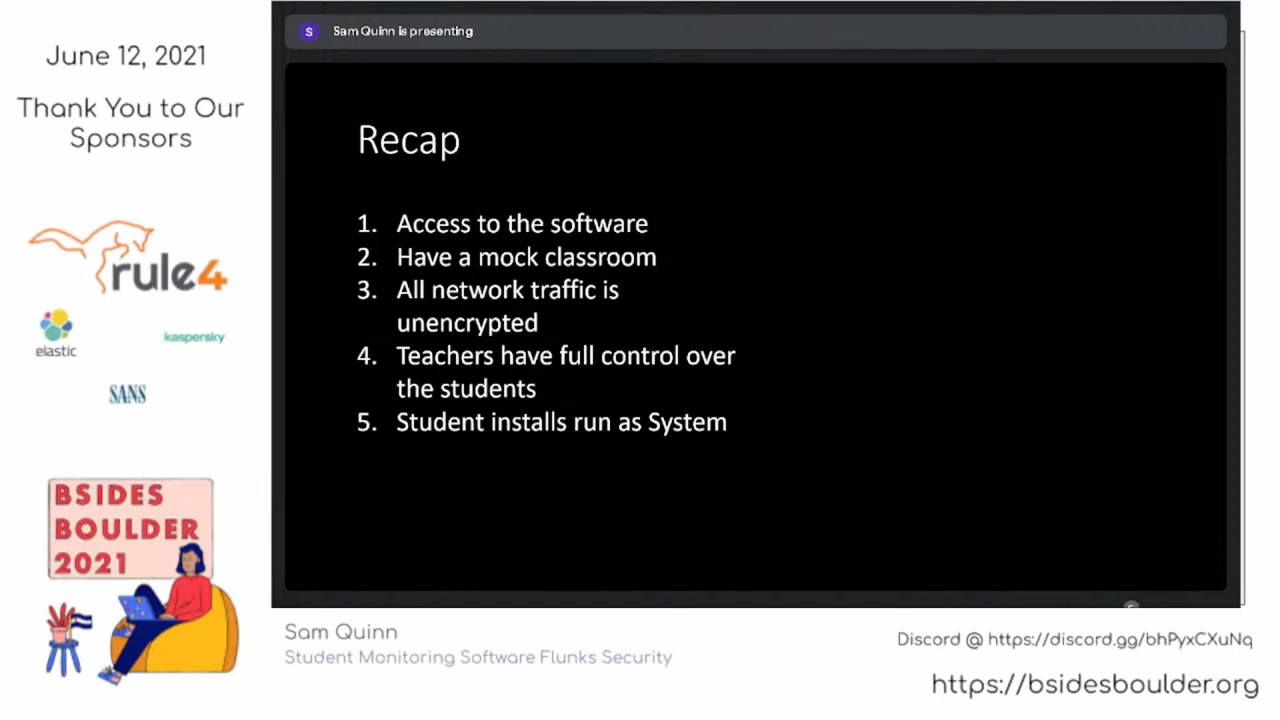 June 12, 2021
Thank You to Our
Sponsors
rule4
elastic
kaspersky
SANS
BSIDES
BOULDER
2021
S
Sam Quinn is presenting
Recap
1. Access to the software
2. Have a mock classroom
3. All network traffic is
unencrypted
4. Teachers have full control over
the students
5. Student installs run as System
Sam Quinn
Student Monitoring Software Flunks Security
Discord @ https://discord.gg/bhPyxCXuNq
https://bsidesboulder.org